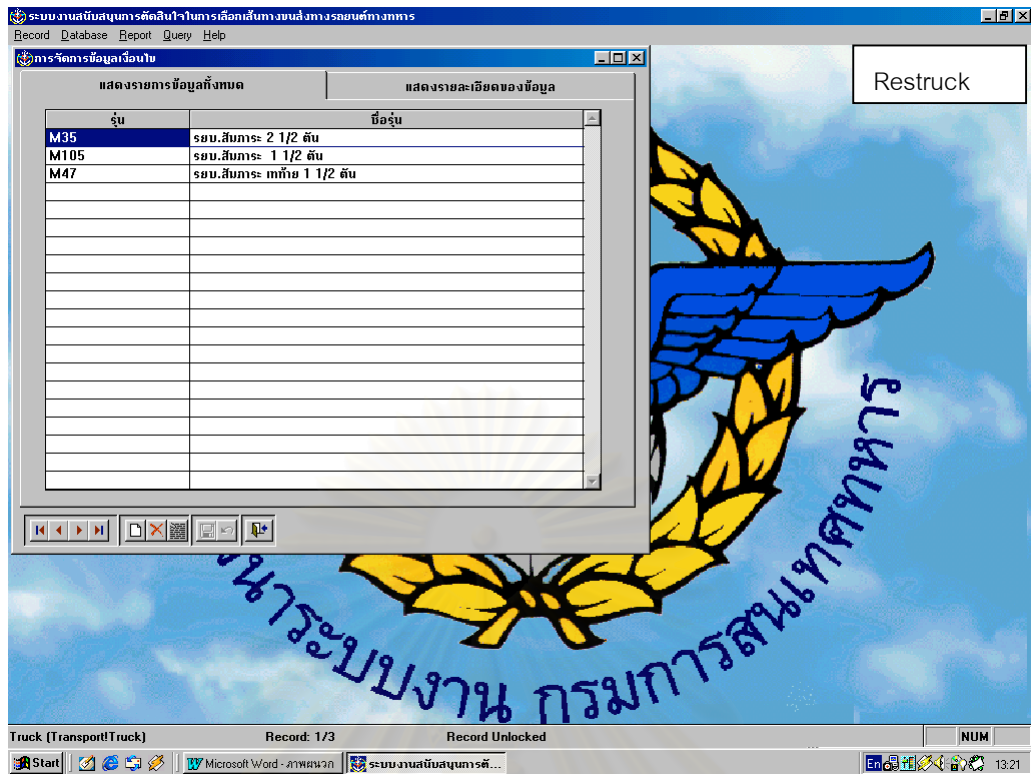 ระบบงานสนับสนุนการตัดสินใจในการเลือกเส้นทางขนส่งทางรถยนต์ทางทหาร
Record Database Report Query Help
การจัดการข้อมูลเงื่อนไข
Restruck
แสดงรายการข้อมูลทั้งหมด แสดงรายละเอียดของข้อมูล
รุ่น ชื่อรุ่น
M35 รยบ.สัมภาระ 2 1/2 ตัน
M105 รยบ.สัมภาระ 1 1/2 ตัน
M47 รยบ.สัมภาระ เทท้าย 1 1/2 ตัน
นาระบบงาน กรมการสนเทศทหาร
Truck (Transport!Truck) Record: 1/3 Record Unlocked NUM
Start Microsoft Word - ภาพผนวก ระบบงานสนับสนุนการตั... En 13:21